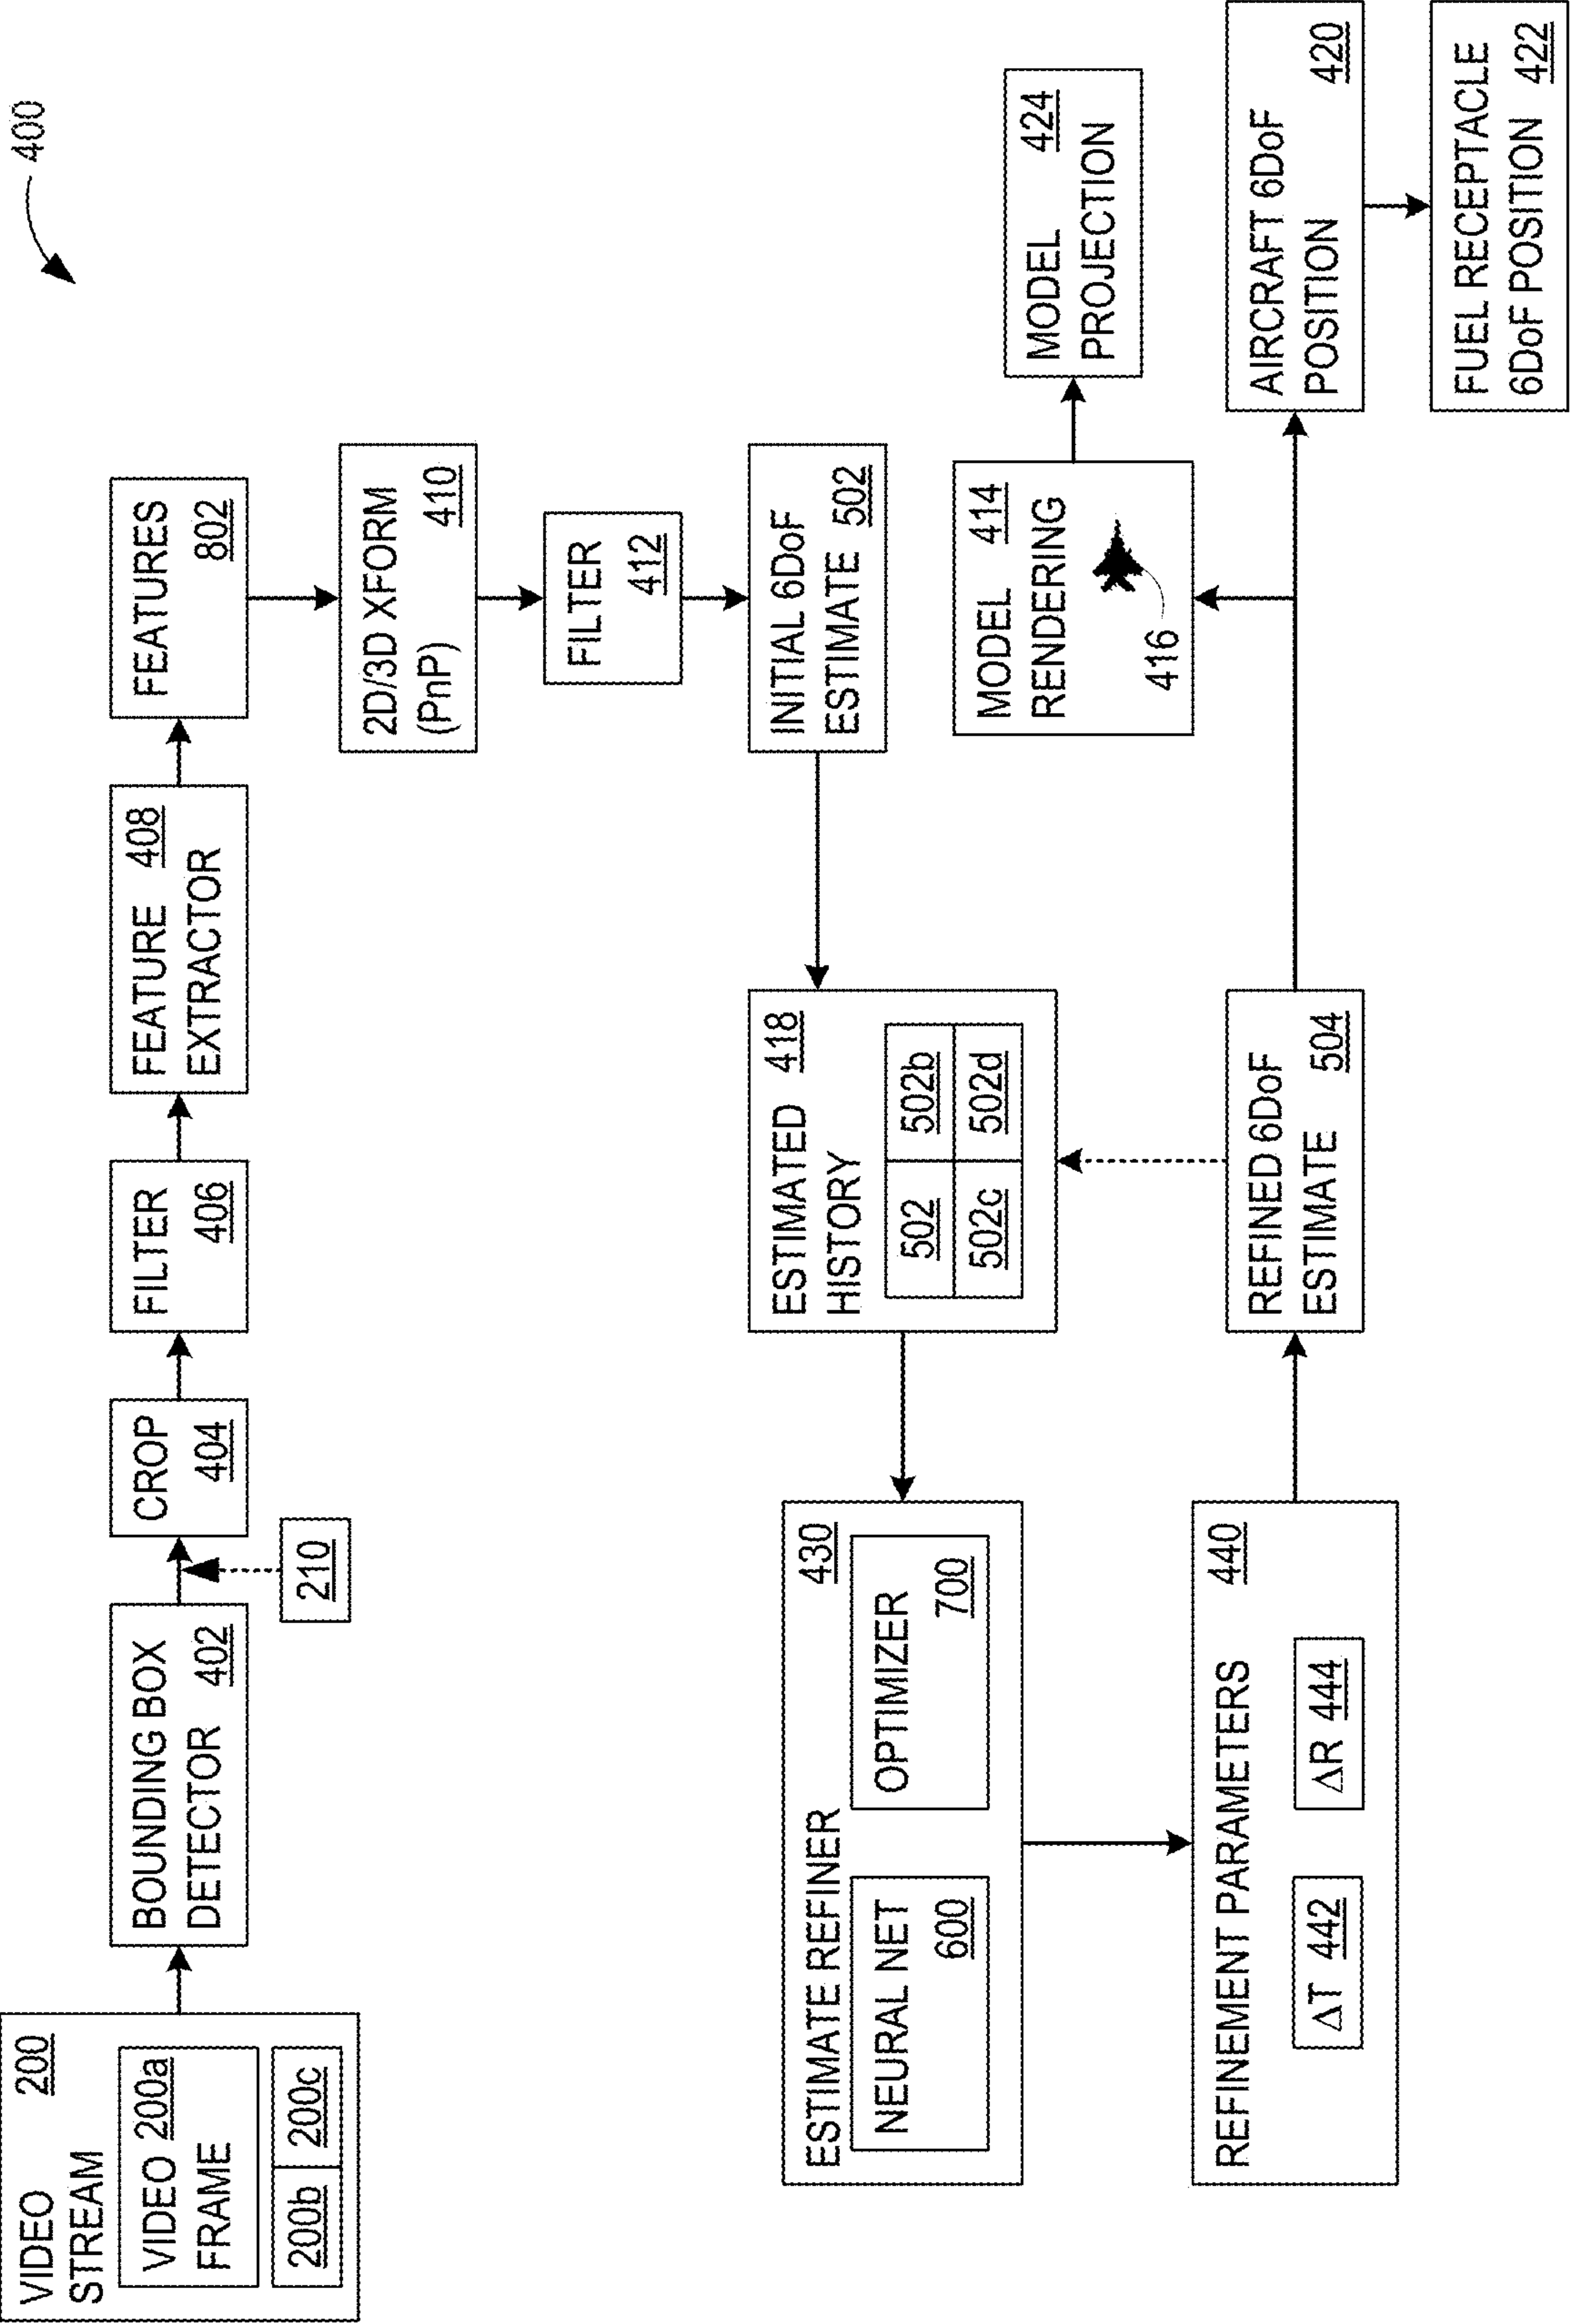 400
VIDEO 200
STREAM
VIDEO 200a
FRAME
200b 200c
BOUNDING BOX
DETECTOR 402
210
CROP
404
FILTER
406
FEATURE 408
EXTRACTOR
FEATURES
802
2D/3D XFORM
(PnP) 410
FILTER
412
INITIAL 6DoF
ESTIMATE 502
ESTIMATED 418
HISTORY
502 502b
502c 502d
ESTIMATE REFINER 430
NEURAL NET
600
OPTIMIZER
700
REFINEMENT PARAMETERS 440
ΔT 442
ΔR 444
REFINED 6DoF
ESTIMATE 504
MODEL 414
RENDERING
416
MODEL 424
PROJECTION
AIRCRAFT 6DoF
POSITION 420
FUEL RECEPTACLE
6DoF POSITION 422